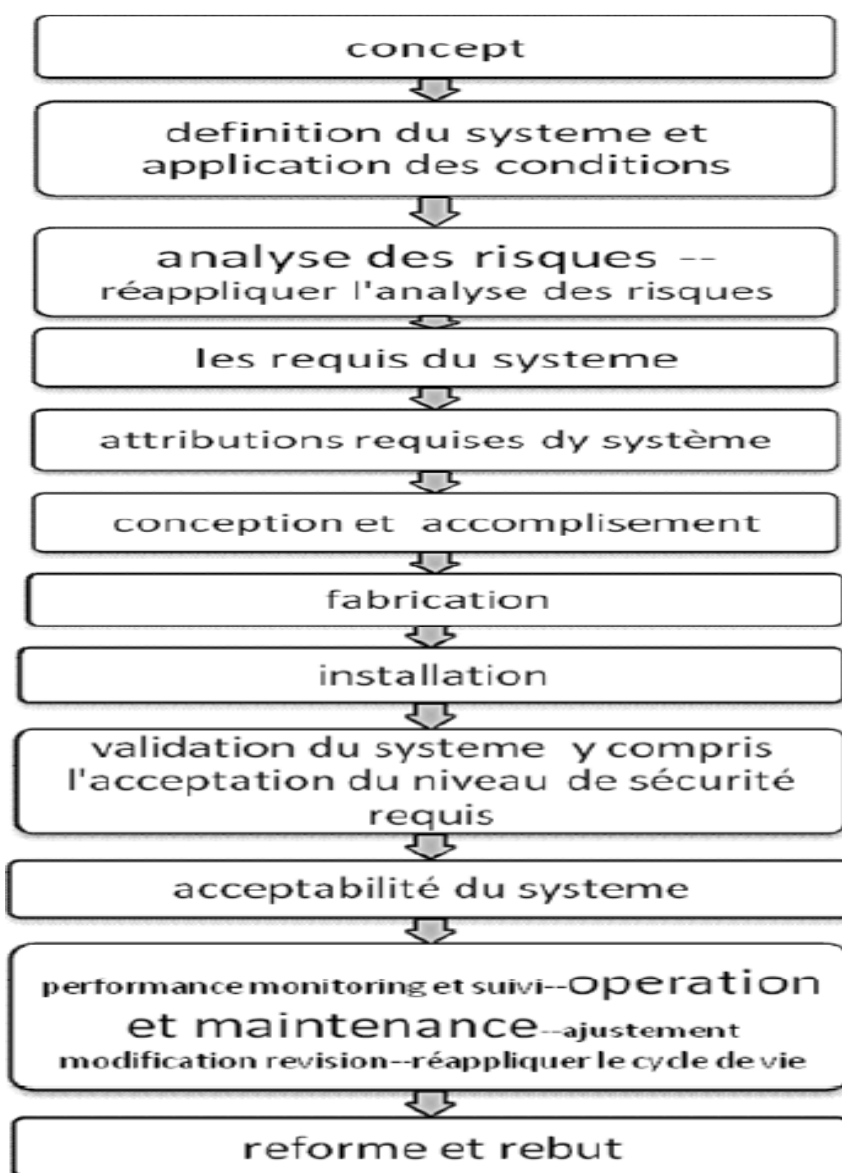 concept
definition du systeme et
application des conditions
analyse des risques --
réappliquer l'analyse des risques
les requis du systeme
attributions requises dy système
conception et accomplisement
fabrication
installation
validation du systeme y compris
l'acceptation du niveau de sécurité
requis
acceptabilité du systeme
performance monitoring et suivi--operation
et maintenance--ajustement
modification revision--réappliquer le cycle de vie
reforme et rebut